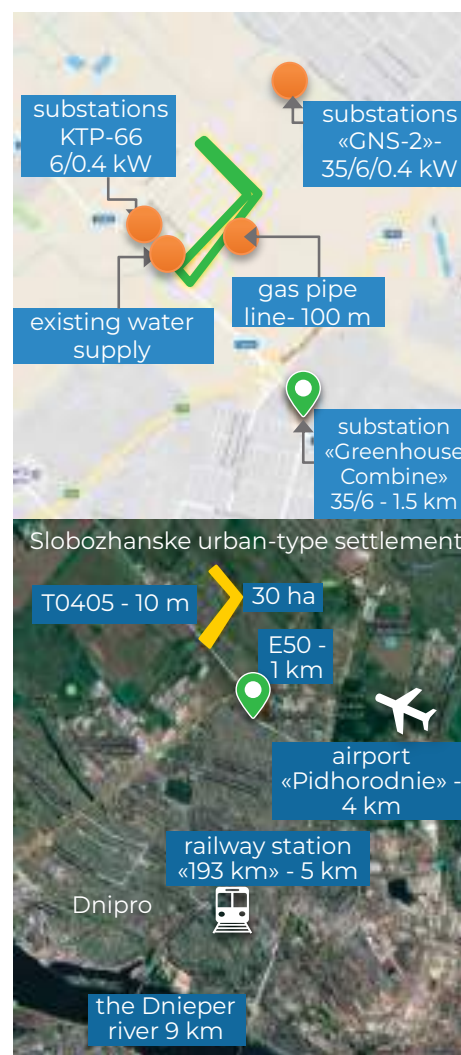 substations
KTP-66
6/0.4 kW
substations
«GNS-2»-
35/6/0.4 kW
existing water
supply
gas pipe
line- 100 m
substation
«Greenhouse
Combine»
35/6 - 1.5 km
Slobozhanske urban-type settlement
T0405 - 10 m
30 ha
E50 -
1 km
airport
«Pidhorodnie» -
4 km
railway station
«193 km» - 5 km
Dnipro
the Dnieper
river 9 km